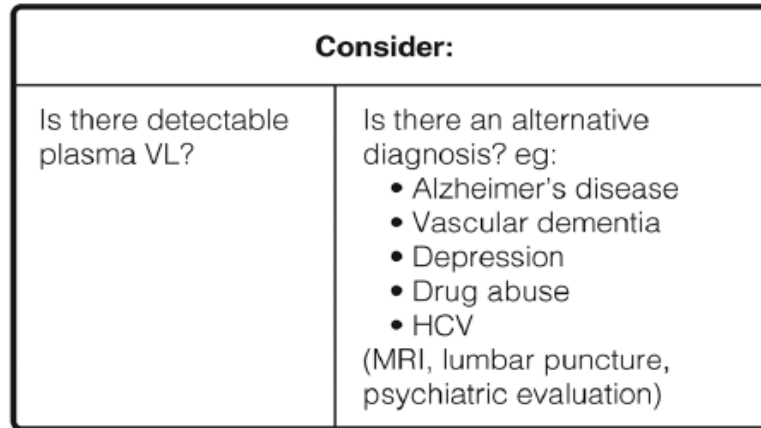 Consider:
Is there detectable
plasma VL?
Is there an alternative
diagnosis? eg:
• Alzheimer's disease
• Vascular dementia
• Depression
• Drug abuse
• HCV
(MRI, lumbar puncture,
psychiatric evaluation)